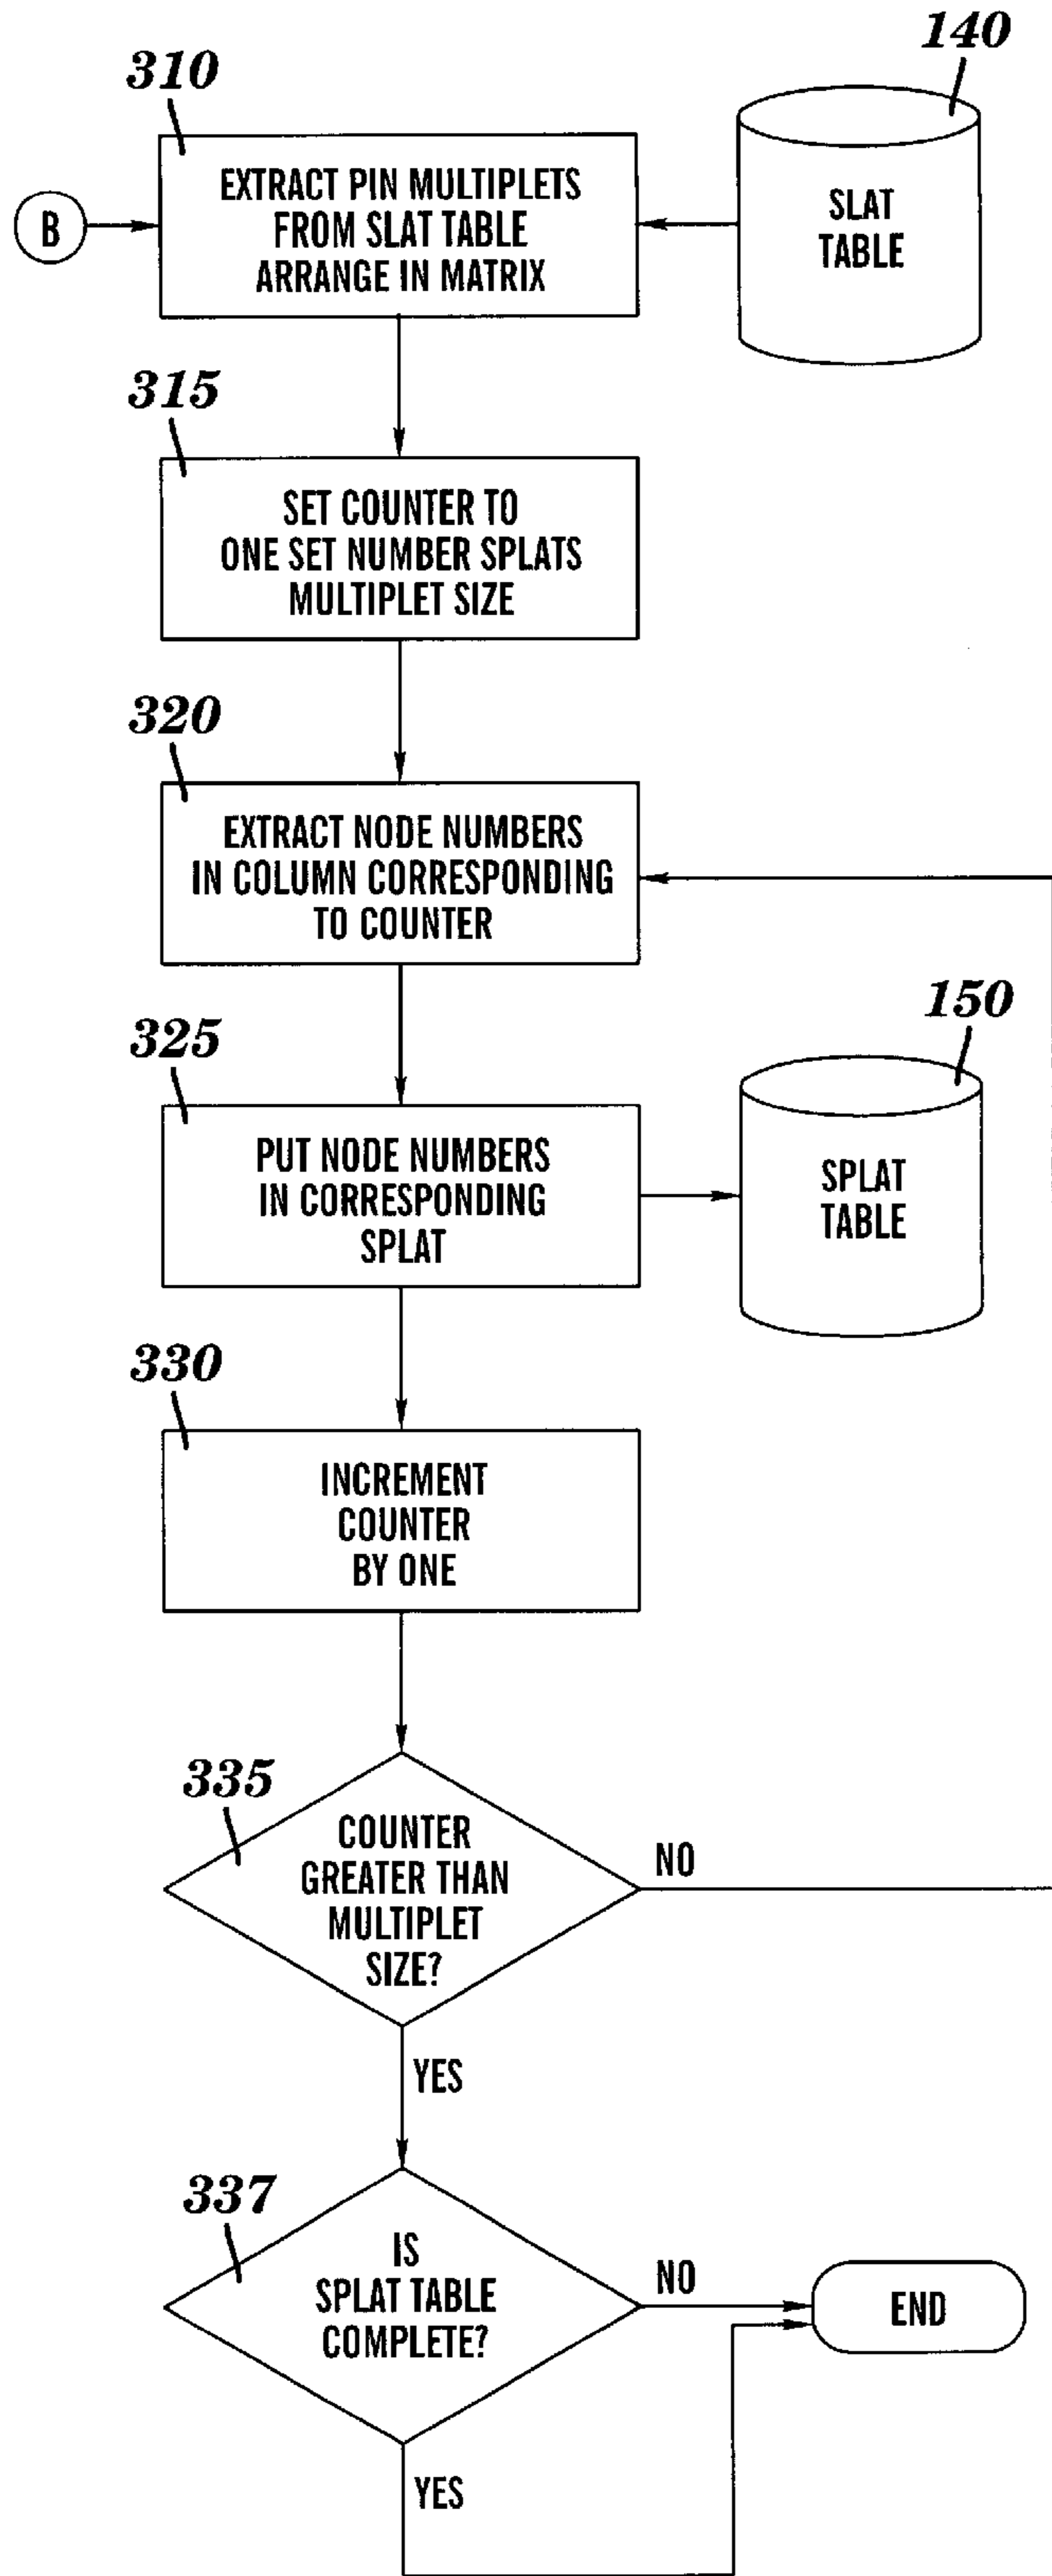 140
310
EXTRACT PIN MULTIPLETS
FROM SLAT TABLE
ARRANGE IN MATRIX
SLAT
TABLE
B
315
SET COUNTER TO
ONE SET NUMBER SPLATS
MULTIPLET SIZE
320
EXTRACT NODE NUMBERS
IN COLUMN CORRESPONDING
TO COUNTER
150
325
PUT NODE NUMBERS
IN CORRESPONDING
SPLAT
SPLAT
TABLE
330
INCREMENT
COUNTER
BY ONE
335
COUNTER
GREATER THAN
MULTIPLET
SIZE?
NO
YES
337
IS
SPLAT TABLE
COMPLETE?
NO
END
YES